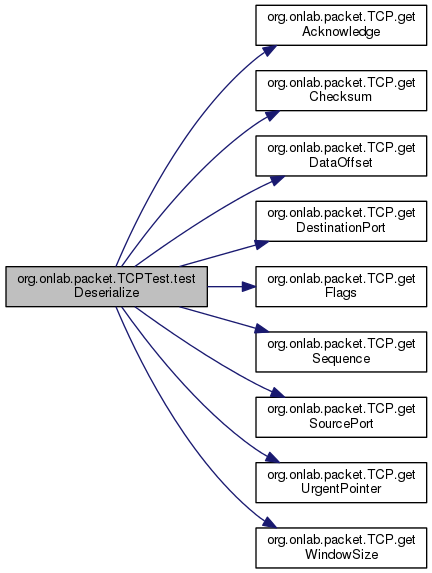 org.onlab.packet.TCP.get
Acknowledge
org.onlab.packet.TCP.get
Checksum
org.onlab.packet.TCP.get
DataOffset
org.onlab.packet.TCP.get
DestinationPort
org.onlab.packet.TCPTest.test
Deserialize
org.onlab.packet.TCP.get
Flags
org.onlab.packet.TCP.get
Sequence
org.onlab.packet.TCP.get
SourcePort
org.onlab.packet.TCP.get
UrgentPointer
org.onlab.packet.TCP.get
WindowSize